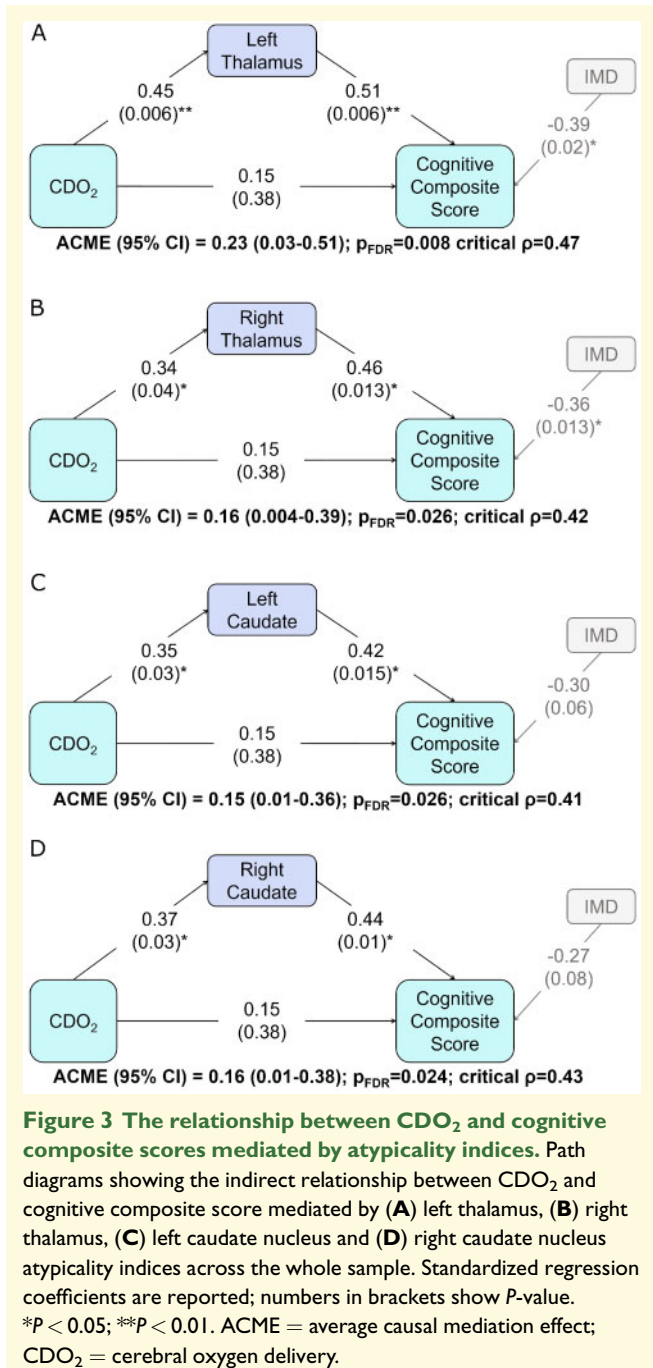 A
Left
Thalamus
IMD
0.45
(0.006)**
0.51
(0.006)**
-0.39
(0.02)*
CDO₂
0.15
(0.38)
Cognitive
Composite
Score
ACME (95% CI) = 0.23 (0.03-0.51); pFDR=0.008 critical ρ=0.47
B
Right
Thalamus
IMD
0.34
(0.04)*
0.46
(0.013)*
-0.36
(0.013)*
CDO₂
0.15
(0.38)
Cognitive
Composite
Score
ACME (95% CI) = 0.16 (0.004-0.39); pFDR=0.026; critical ρ=0.42
C
Left
Caudate
IMD
0.35
(0.03)*
0.42
(0.015)*
-0.30
(0.06)
CDO₂
0.15
(0.38)
Cognitive
Composite
Score
ACME (95% CI) = 0.15 (0.01-0.36); pFDR=0.026; critical ρ=0.41
D
Right
Caudate
IMD
0.37
(0.03)*
0.44
(0.01)*
-0.27
(0.08)
CDO₂
0.15
(0.38)
Cognitive
Composite
Score
ACME (95% CI) = 0.16 (0.01-0.38); pFDR=0.024; critical ρ=0.43
Figure 3 The relationship between CDO₂ and cognitive
composite scores mediated by atypicality indices. Path
diagrams showing the indirect relationship between CDO₂ and
cognitive composite score mediated by (A) left thalamus, (B) right
thalamus, (C) left caudate nucleus and (D) right caudate nucleus
atypicality indices across the whole sample. Standardized regression
coefficients are reported; numbers in brackets show P-value.
*P < 0.05; **P < 0.01. ACME = average causal mediation effect;
CDO₂ = cerebral oxygen delivery.